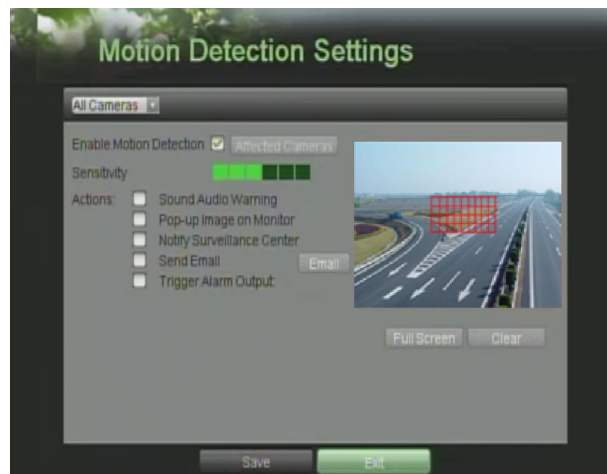 Motion Detection Settings
All Cameras
Enable Motion Detection Affected Cameras
Sensitivity
Actions: Sound Audio Warning
Pop-up Image on Monitor
Notify Surveillance Center
Send Email Email
Trigger Alarm Output
Full Screen Clear
Save Exit